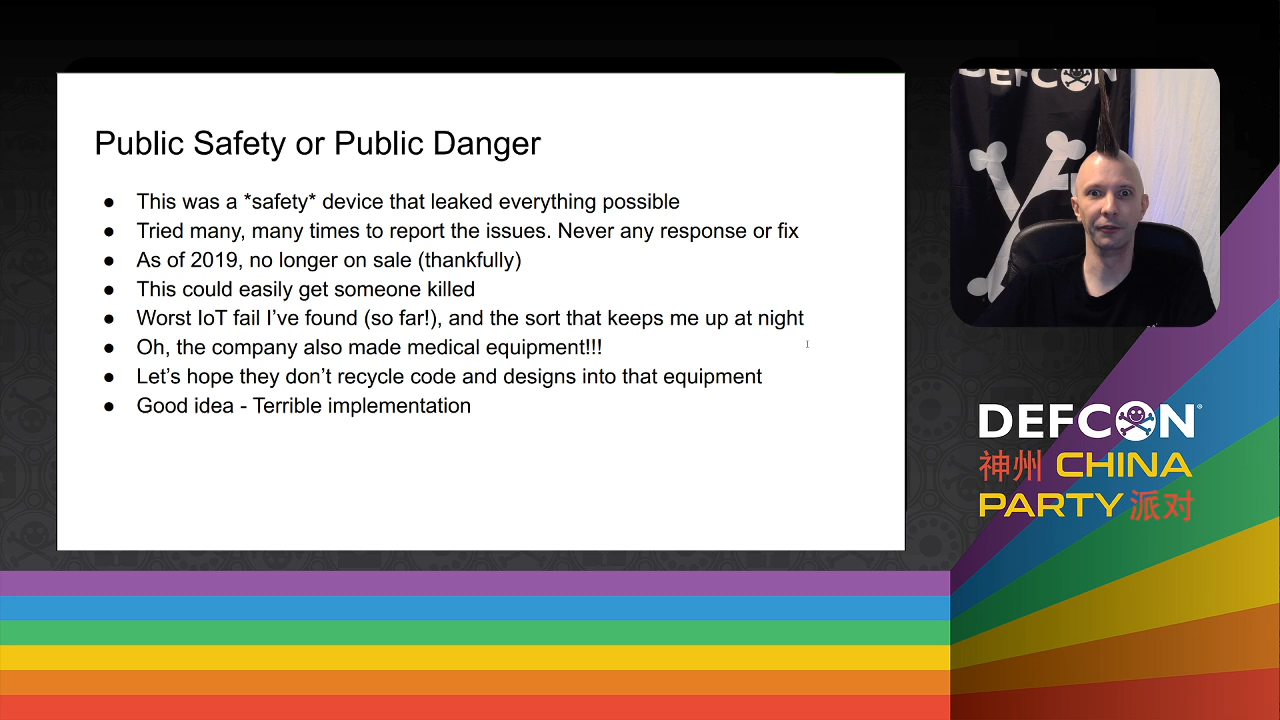 Public Safety or Public Danger
● This was a *safety* device that leaked everything possible
● Tried many, many times to report the issues. Never any response or fix
● As of 2019, no longer on sale (thankfully)
● This could easily get someone killed
● Worst IoT fail I’ve found (so far!), and the sort that keeps me up at night
● Oh, the company also made medical equipment!!!
● Let’s hope they don’t recycle code and designs into that equipment
● Good idea - Terrible implementation
DEFCON
DEFCON®
神州 CHINA
PARTY 派对